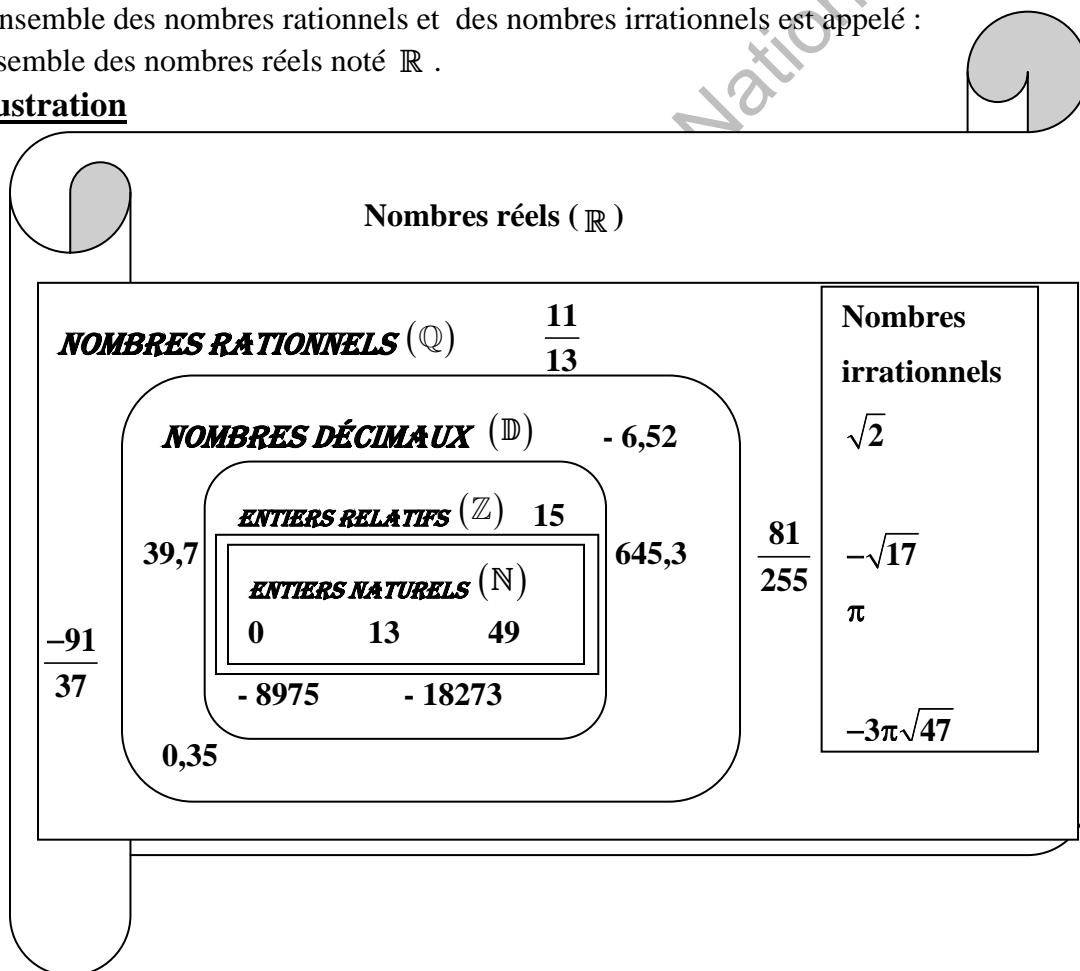 nsemble des nombres rationnels et des nombres irrationnels est appelé :
semble des nombres réels noté ℝ .
ustration
Nation
Nombres réels ( ℝ )
NOMBRES RATIONNELS (ℚ)
11/13
NOMBRES DÉCIMAUX (𝔻)
- 6,52
ENTIERS RELATIFS (ℤ) 15
39,7
ENTIERS NATURELS (ℕ)
0 13 49
645,3
81/255
−91/37
- 8975 - 18273
0,35
Nombres
irrationnels
√2
−√17
π
−3π√47